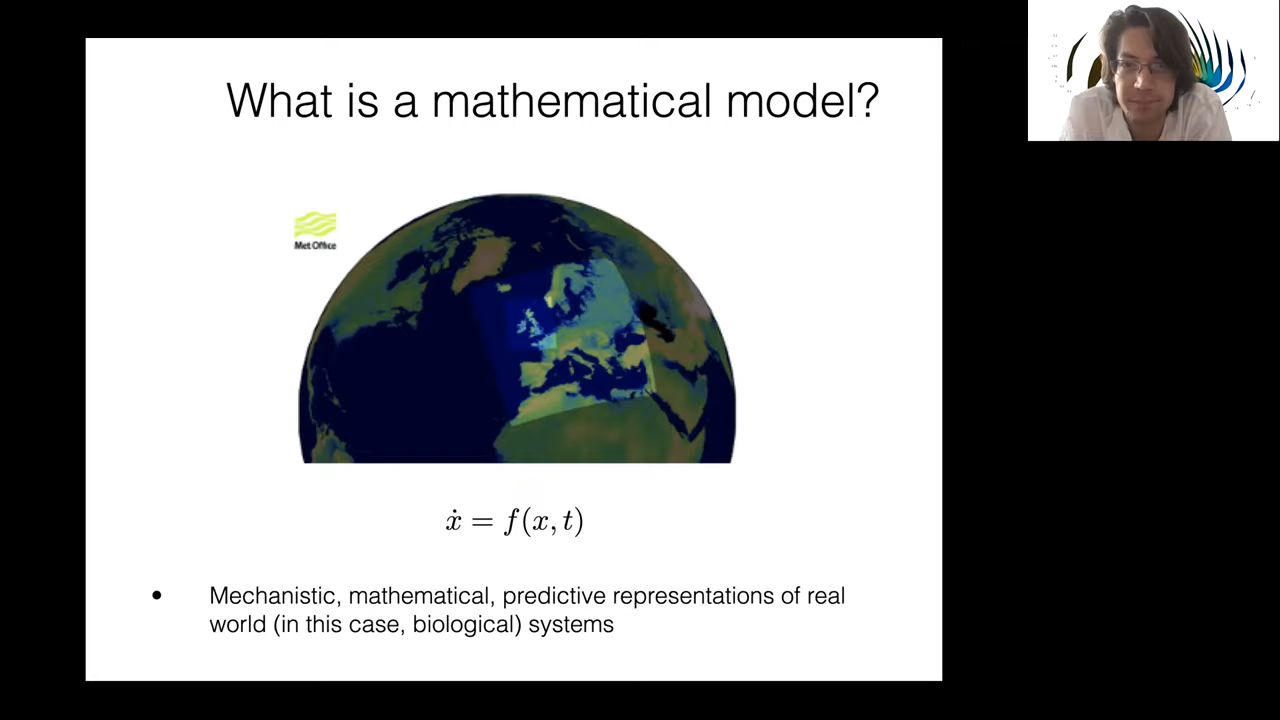 What is a mathematical model?
Met Office
ẋ = f(x, t)
• Mechanistic, mathematical, predictive representations of real
world (in this case, biological) systems